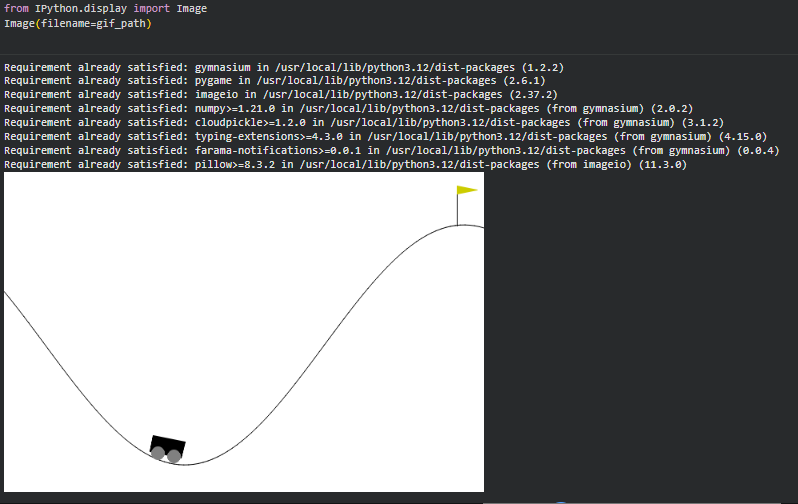 from IPython.display import Image
Image(filename=gif_path)
Requirement already satisfied: gymnasium in /usr/local/lib/python3.12/dist-packages (1.2.2)
Requirement already satisfied: pygame in /usr/local/lib/python3.12/dist-packages (2.6.1)
Requirement already satisfied: imageio in /usr/local/lib/python3.12/dist-packages (2.37.2)
Requirement already satisfied: numpy>=1.21.0 in /usr/local/lib/python3.12/dist-packages (from gymnasium) (2.0.2)
Requirement already satisfied: cloudpickle>=1.2.0 in /usr/local/lib/python3.12/dist-packages (from gymnasium) (3.1.2)
Requirement already satisfied: typing-extensions>=4.3.0 in /usr/local/lib/python3.12/dist-packages (from gymnasium) (4.15.0)
Requirement already satisfied: farama-notifications>=0.0.1 in /usr/local/lib/python3.12/dist-packages (from gymnasium) (0.0.4)
Requirement already satisfied: pillow>=8.3.2 in /usr/local/lib/python3.12/dist-packages (from imageio) (11.3.0)